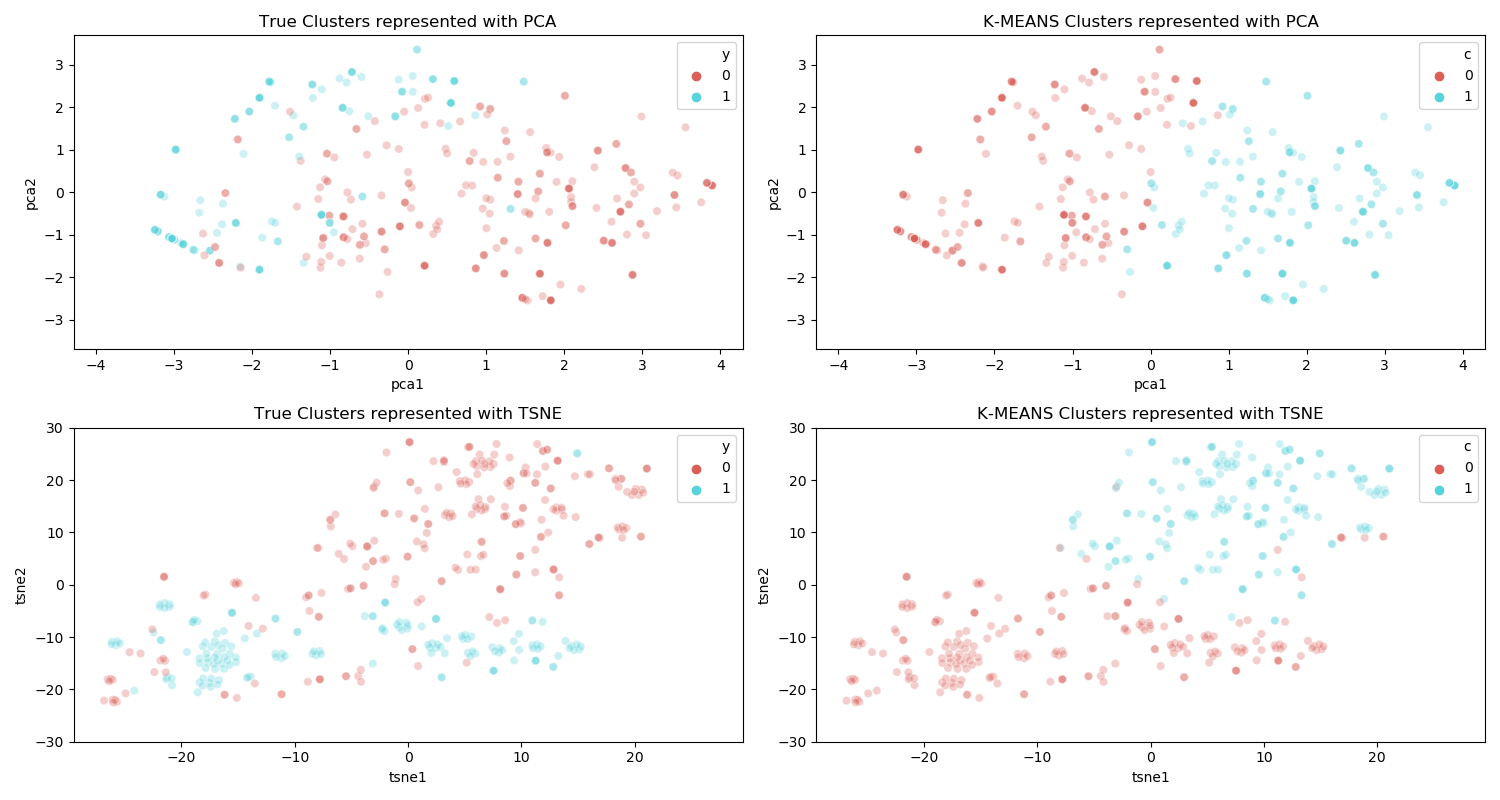 True Clusters represented with PCA
y
0
1
3
2
1
0
−1
−2
−3
pca2
−4 −3 −2 −1 0 1 2 3 4
pca1
K-MEANS Clusters represented with PCA
c
0
1
3
2
1
0
−1
−2
−3
pca2
−4 −3 −2 −1 0 1 2 3 4
pca1
True Clusters represented with TSNE
y
0
1
30
20
10
0
−10
−20
−30
tsne2
−20 −10 0 10 20
tsne1
K-MEANS Clusters represented with TSNE
c
0
1
30
20
10
0
−10
−20
−30
tsne2
−20 −10 0 10 20
tsne1